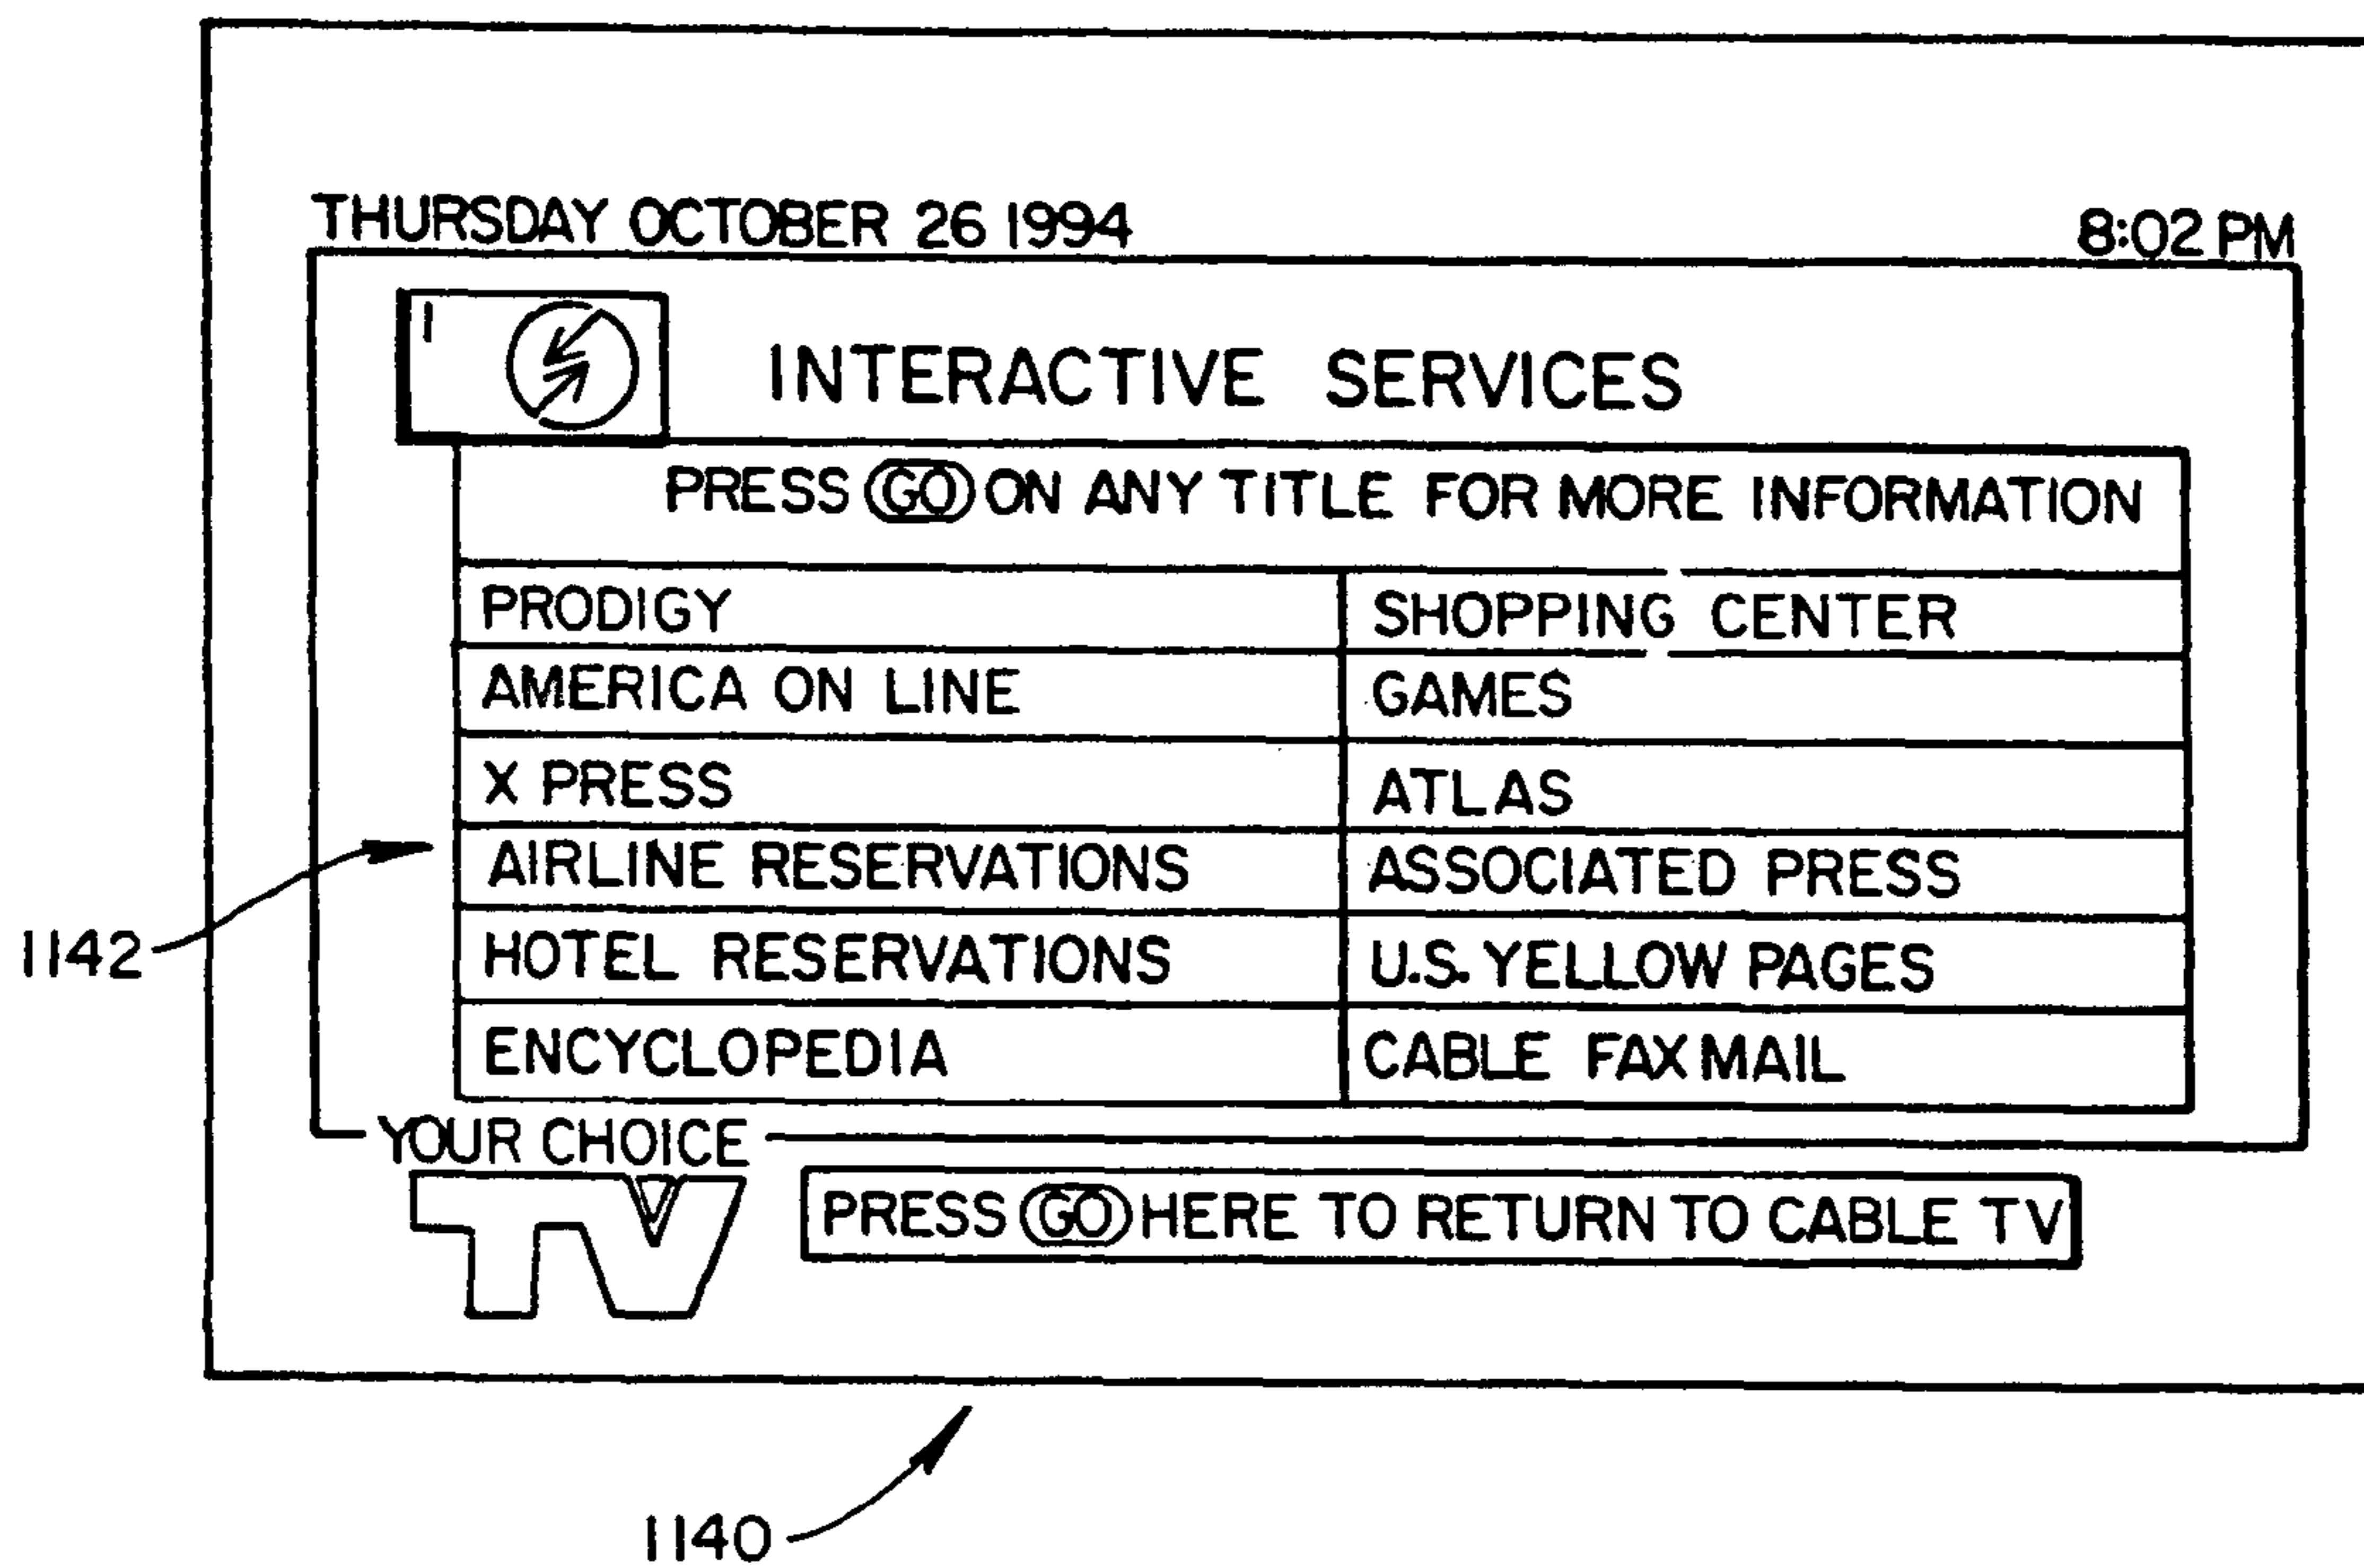 THURSDAY OCTOBER 26 1994 8:02 PM
INTERACTIVE SERVICES
PRESS GO ON ANY TITLE FOR MORE INFORMATION
PRODIGY SHOPPING CENTER
AMERICA ON LINE GAMES
X PRESS ATLAS
AIRLINE RESERVATIONS ASSOCIATED PRESS
1142
HOTEL RESERVATIONS U.S. YELLOW PAGES
ENCYCLOPEDIA CABLE FAX MAIL
YOUR CHOICE
TV
PRESS GO HERE TO RETURN TO CABLE TV
1140